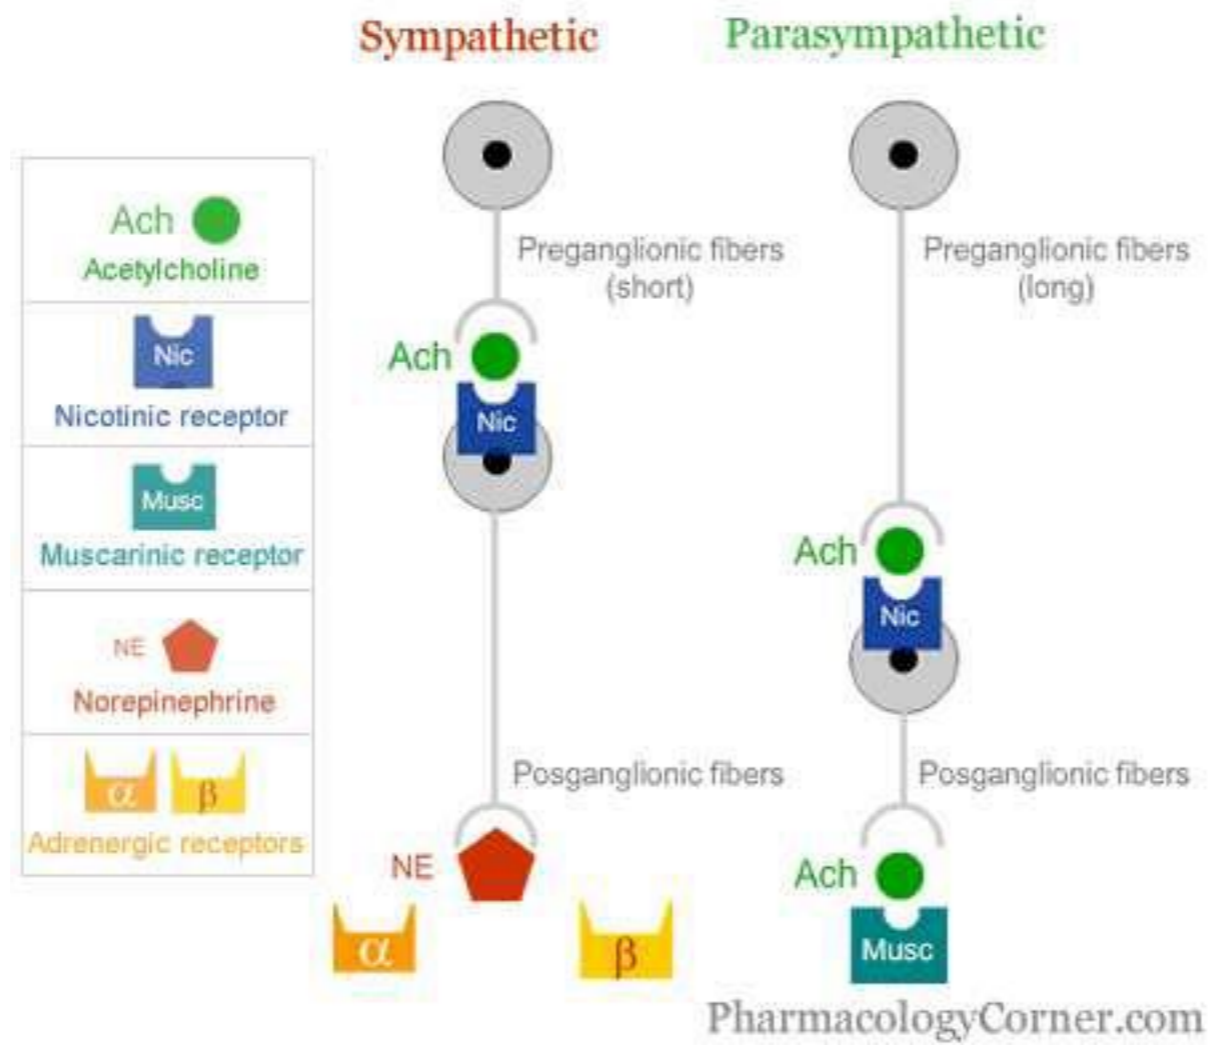 Sympathetic
Parasympathetic
Ach
Acetylcholine
Nic
Nicotinic receptor
Musc
Muscarinic receptor
NE
Norepinephrine
α β
Adrenergic receptors
Preganglionic fibers
(short)
Ach
Nic
Posganglionic fibers
NE
α
β
Preganglionic fibers
(long)
Ach
Nic
Posganglionic fibers
Ach
Musc
PharmacologyCorner.com